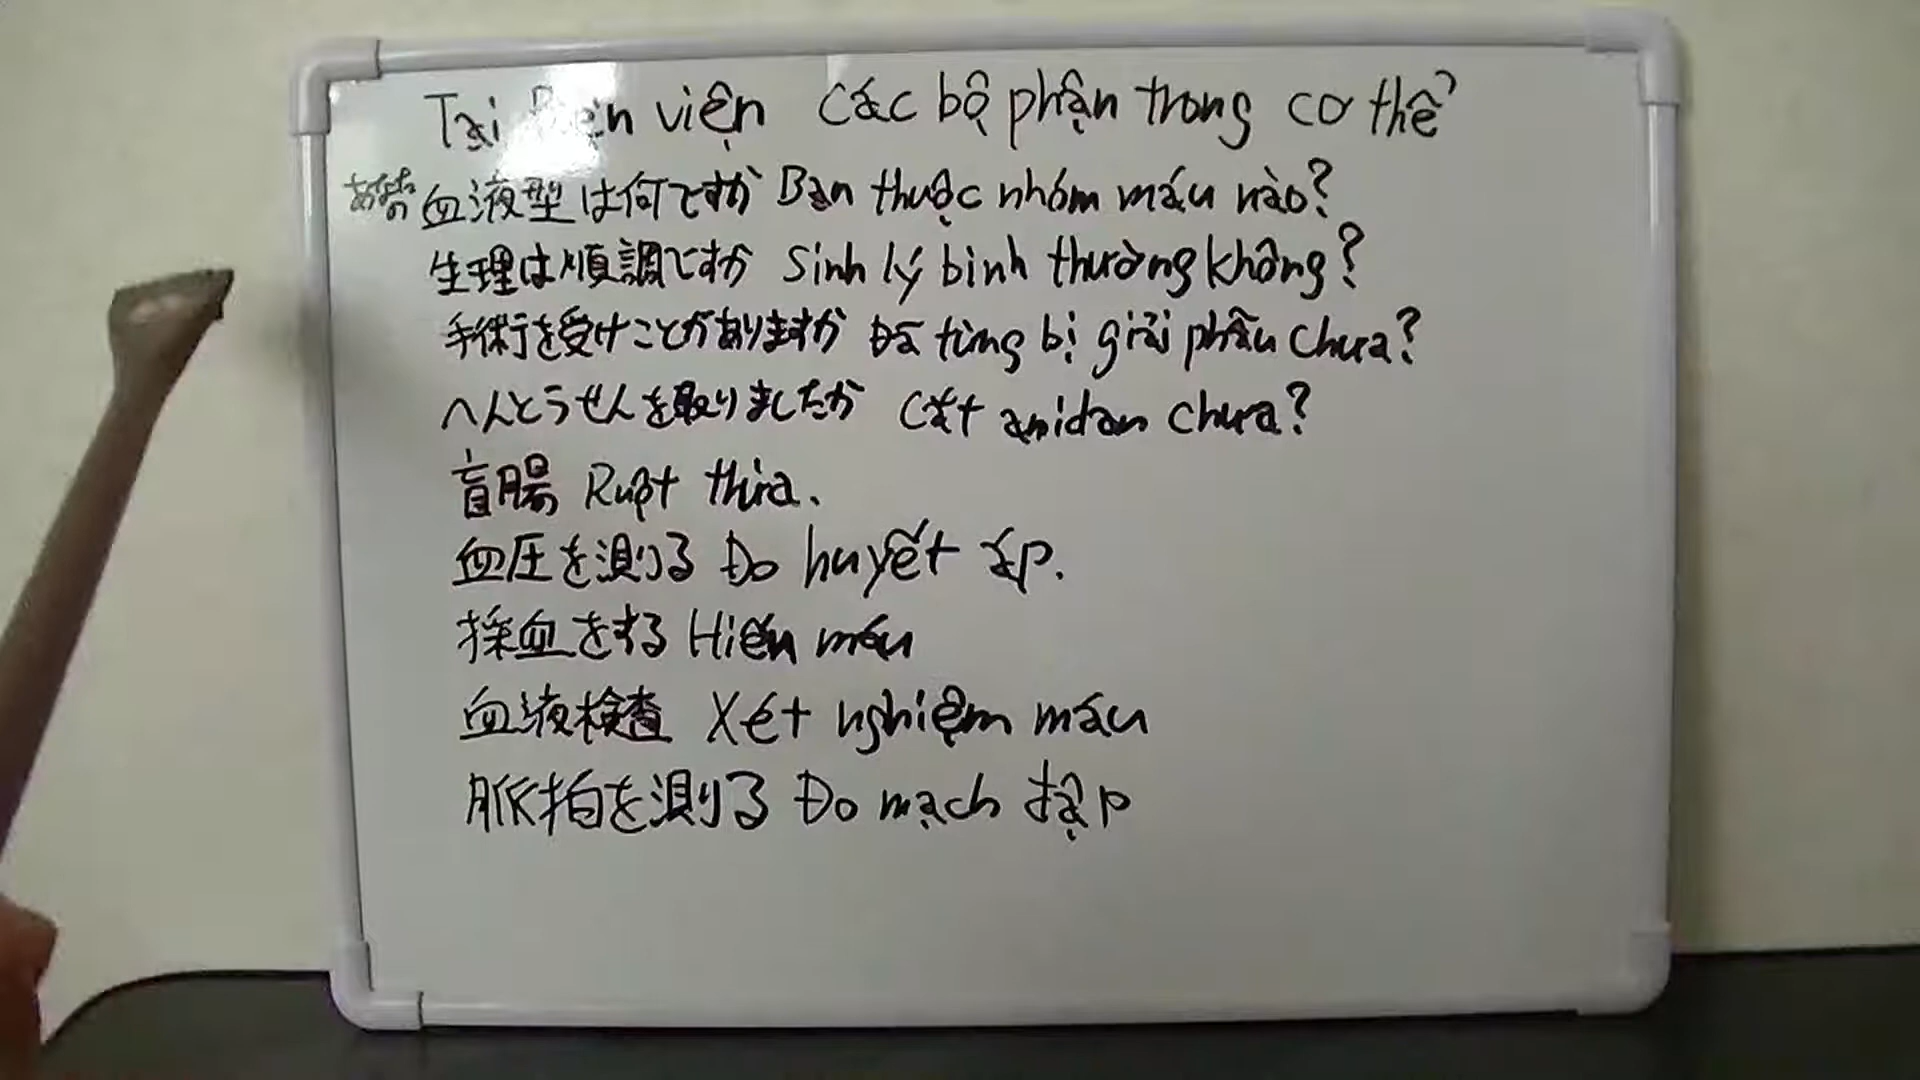 Tại viện Các bộ phận trong cơ thể
あなたの血液型は何ですか Bạn thuộc nhóm máu nào?
生理は順調ですか Sinh lý bình thường không?
手術を受けことがありますか Đã từng bị giải phẫu chưa?
へんとうせんを取りましたか Cắt amidan chưa?
盲腸 Ruột thừa.
血圧を測る Đo huyết áp.
採血をする Hiến máu
血液検査 Xét nghiệm máu
脈拍を測る Đo mạch đập